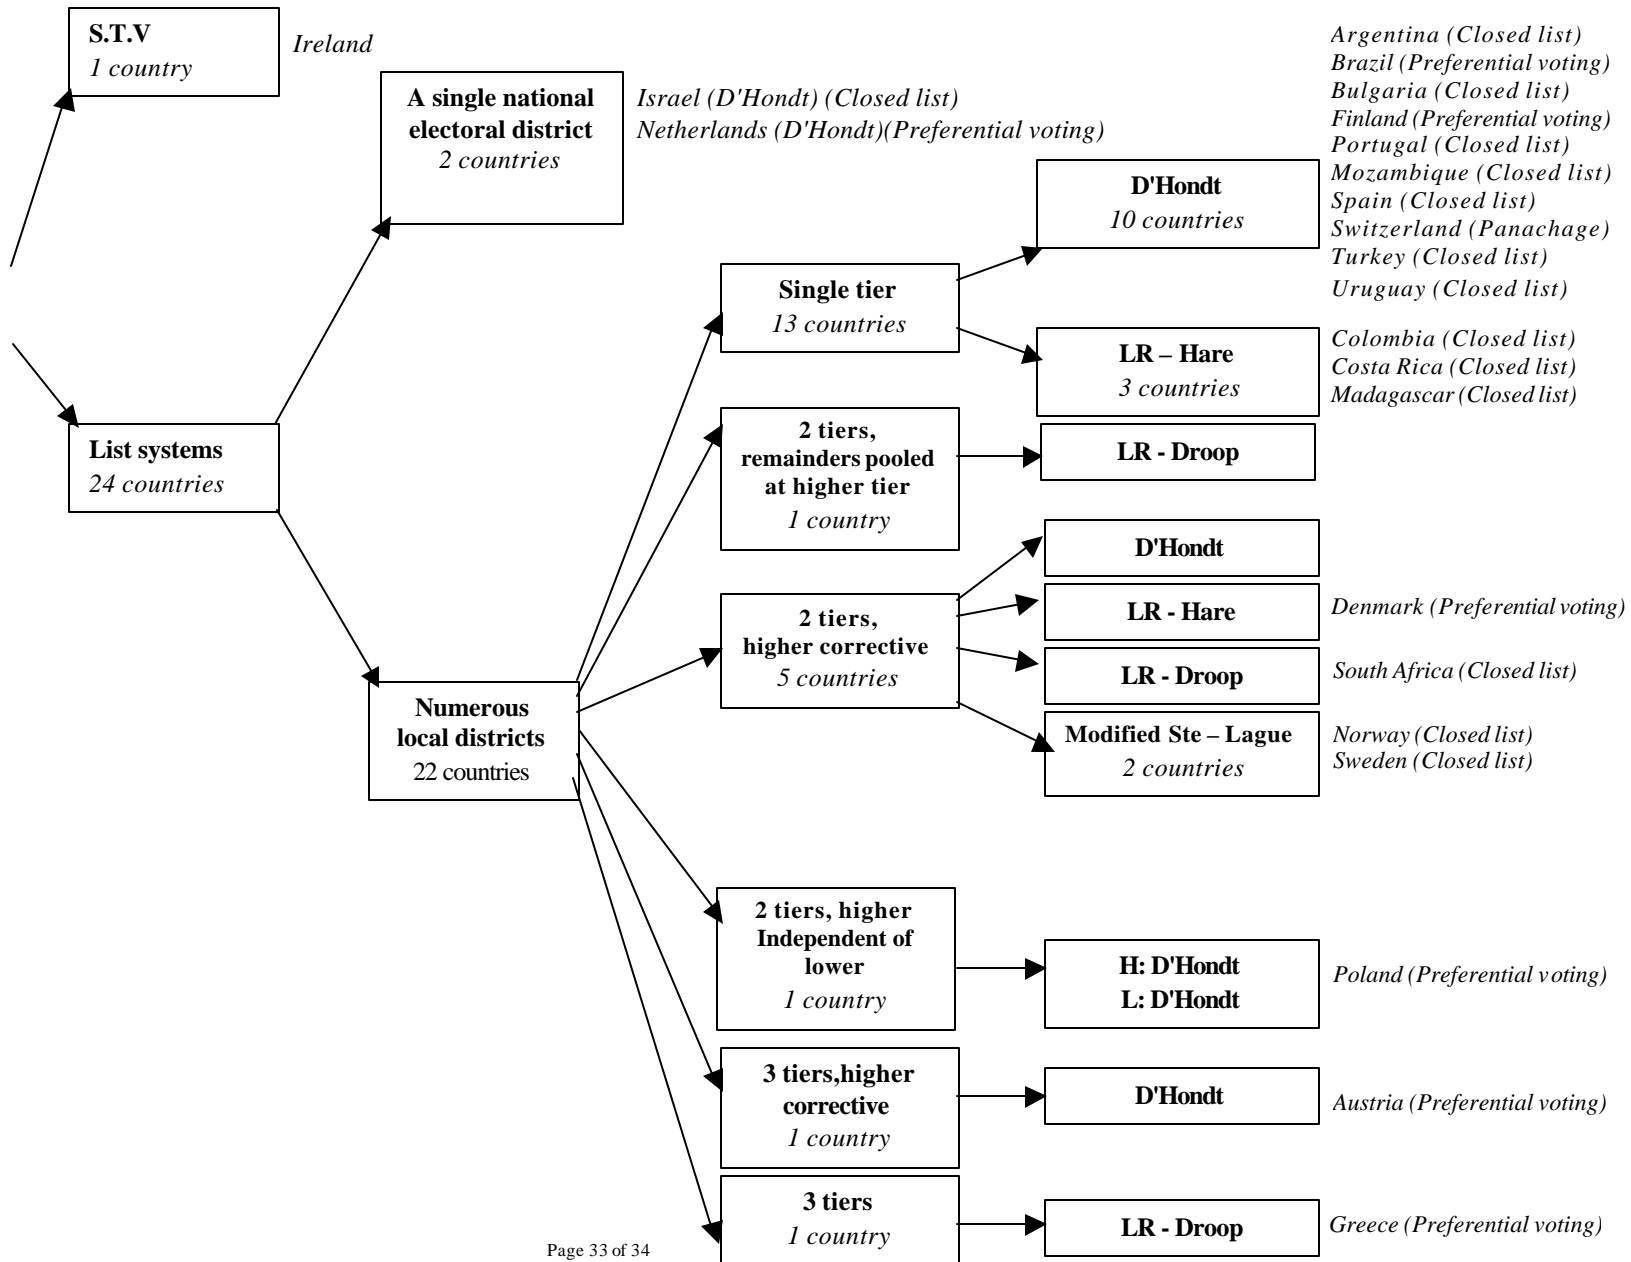 S.T.V
1 country
Ireland
A single national
electoral district
2 countries
Israel (D'Hondt) (Closed list)
Netherlands (D'Hondt)(Preferential voting)
List systems
24 countries
Numerous
local districts
22 countries
Single tier
13 countries
D'Hondt
10 countries
Argentina (Closed list)
Brazil (Preferential voting)
Bulgaria (Closed list)
Finland (Preferential voting)
Portugal (Closed list)
Mozambique (Closed list)
Spain (Closed list)
Switzerland (Panachage)
Turkey (Closed list)
Uruguay (Closed list)
LR – Hare
3 countries
Colombia (Closed list)
Costa Rica (Closed list)
Madagascar (Closed list)
2 tiers,
remainders pooled
at higher tier
1 country
LR - Droop
2 tiers,
higher corrective
5 countries
D'Hondt
LR - Hare
Denmark (Preferential voting)
LR - Droop
South Africa (Closed list)
Modified Ste – Lague
2 countries
Norway (Closed list)
Sweden (Closed list)
2 tiers, higher
Independent of
lower
1 country
H: D'Hondt
L: D'Hondt
Poland (Preferential voting)
3 tiers,higher
corrective
1 country
D'Hondt
Austria (Preferential voting)
3 tiers
1 country
LR - Droop
Greece (Preferential voting)
Page 33 of 34